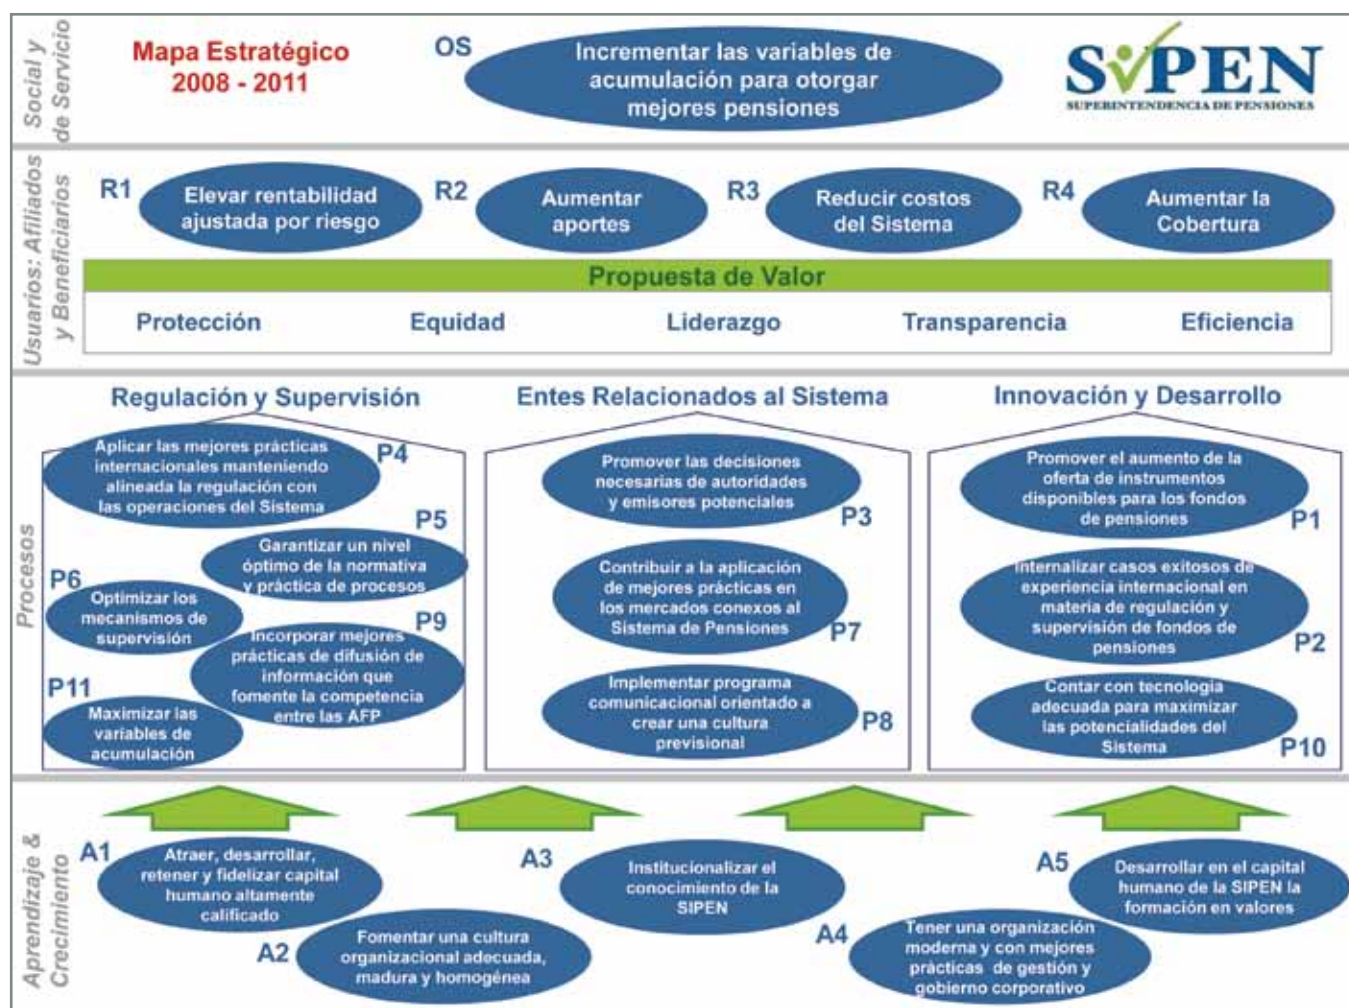 Social y
de Servicio
Mapa Estratégico
2008 - 2011
OS
Incrementar las variables de
acumulación para otorgar
mejores pensiones
SIPEN
SUPERINTENDENCIA DE PENSIONES
Usuarios: Afiliados
y Beneficiarios
R1
Elevar rentabilidad
ajustada por riesgo
R2
Aumentar
aportes
R3
Reducir costos
del Sistema
R4
Aumentar la
Cobertura
Propuesta de Valor
Protección
Equidad
Liderazgo
Transparencia
Eficiencia
Procesos
Regulación y Supervisión
Aplicar las mejores prácticas
internacionales manteniendo
alineada la regulación con
las operaciones del Sistema
P4
P5
Garantizar un nivel
óptimo de la normativa
y práctica de procesos
P6
Optimizar los
mecanismos de
supervisión
P9
Incorporar mejores
prácticas de difusión de
información que
fomente la competencia
entre las AFP
P11
Maximizar las
variables de
acumulación
Entes Relacionados al Sistema
Promover las decisiones
necesarias de autoridades
y emisores potenciales
P3
Contribuir a la aplicación
de mejores prácticas en
los mercados conexos al
Sistema de Pensiones
P7
Implementar programa
comunicacional orientado a
crear una cultura
previsional
P8
Innovación y Desarrollo
Promover el aumento de la
oferta de instrumentos
disponibles para los fondos
de pensiones
P1
Internalizar casos exitosos de
experiencia internacional en
materia de regulación y
supervisión de fondos de
pensiones
P2
Contar con tecnología
adecuada para maximizar
las potencialidades del
Sistema
P10
Aprendizaje &
Crecimiento
A1
Atraer, desarrollar,
retener y fidelizar capital
humano altamente
calificado
A2
Fomentar una cultura
organizacional adecuada,
madura y homogénea
A3
Institucionalizar el
conocimiento de la
SIPEN
A4
Tener una organización
moderna y con mejores
prácticas de gestión y
gobierno corporativo
A5
Desarrollar en el capital
humano de la SIPEN la
formación en valores